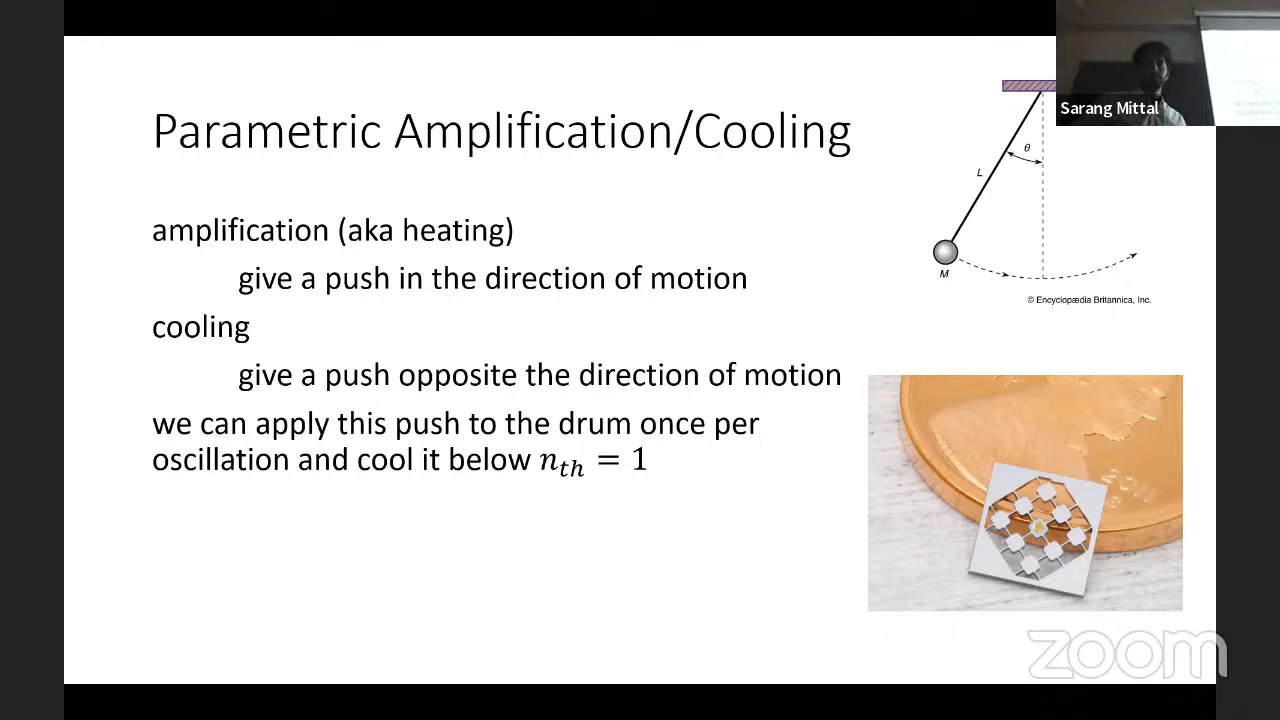 Parametric Amplification/Cooling
amplification (aka heating)
give a push in the direction of motion
cooling
give a push opposite the direction of motion
we can apply this push to the drum once per
oscillation and cool it below n_{th} = 1
θ
L
M
© Encyclopædia Britannica, Inc.
Sarang Mittal
zoom